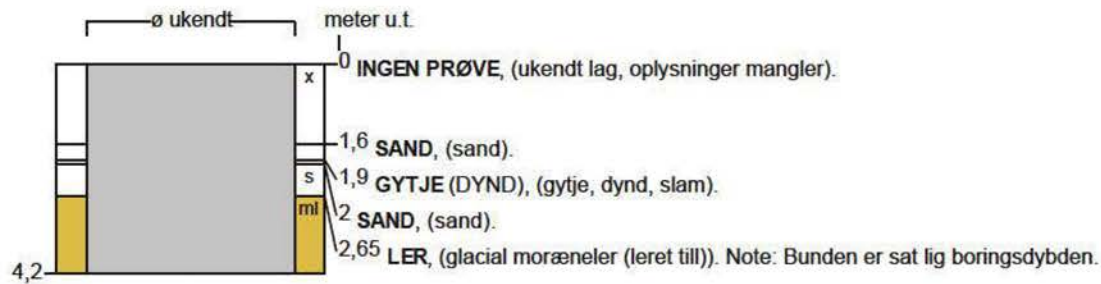 ø ukendt meter u.t.
0 INGEN PRØVE, (ukendt lag, oplysninger mangler).
x
1,6 SAND, (sand).
s 1,9 GYTJE (DYND), (gytje, dynd, slam).
ml 2 SAND, (sand).
2,65 LER, (glacial moræneler (leret till)). Note: Bunden er sat lig boringsdybden.
4,2